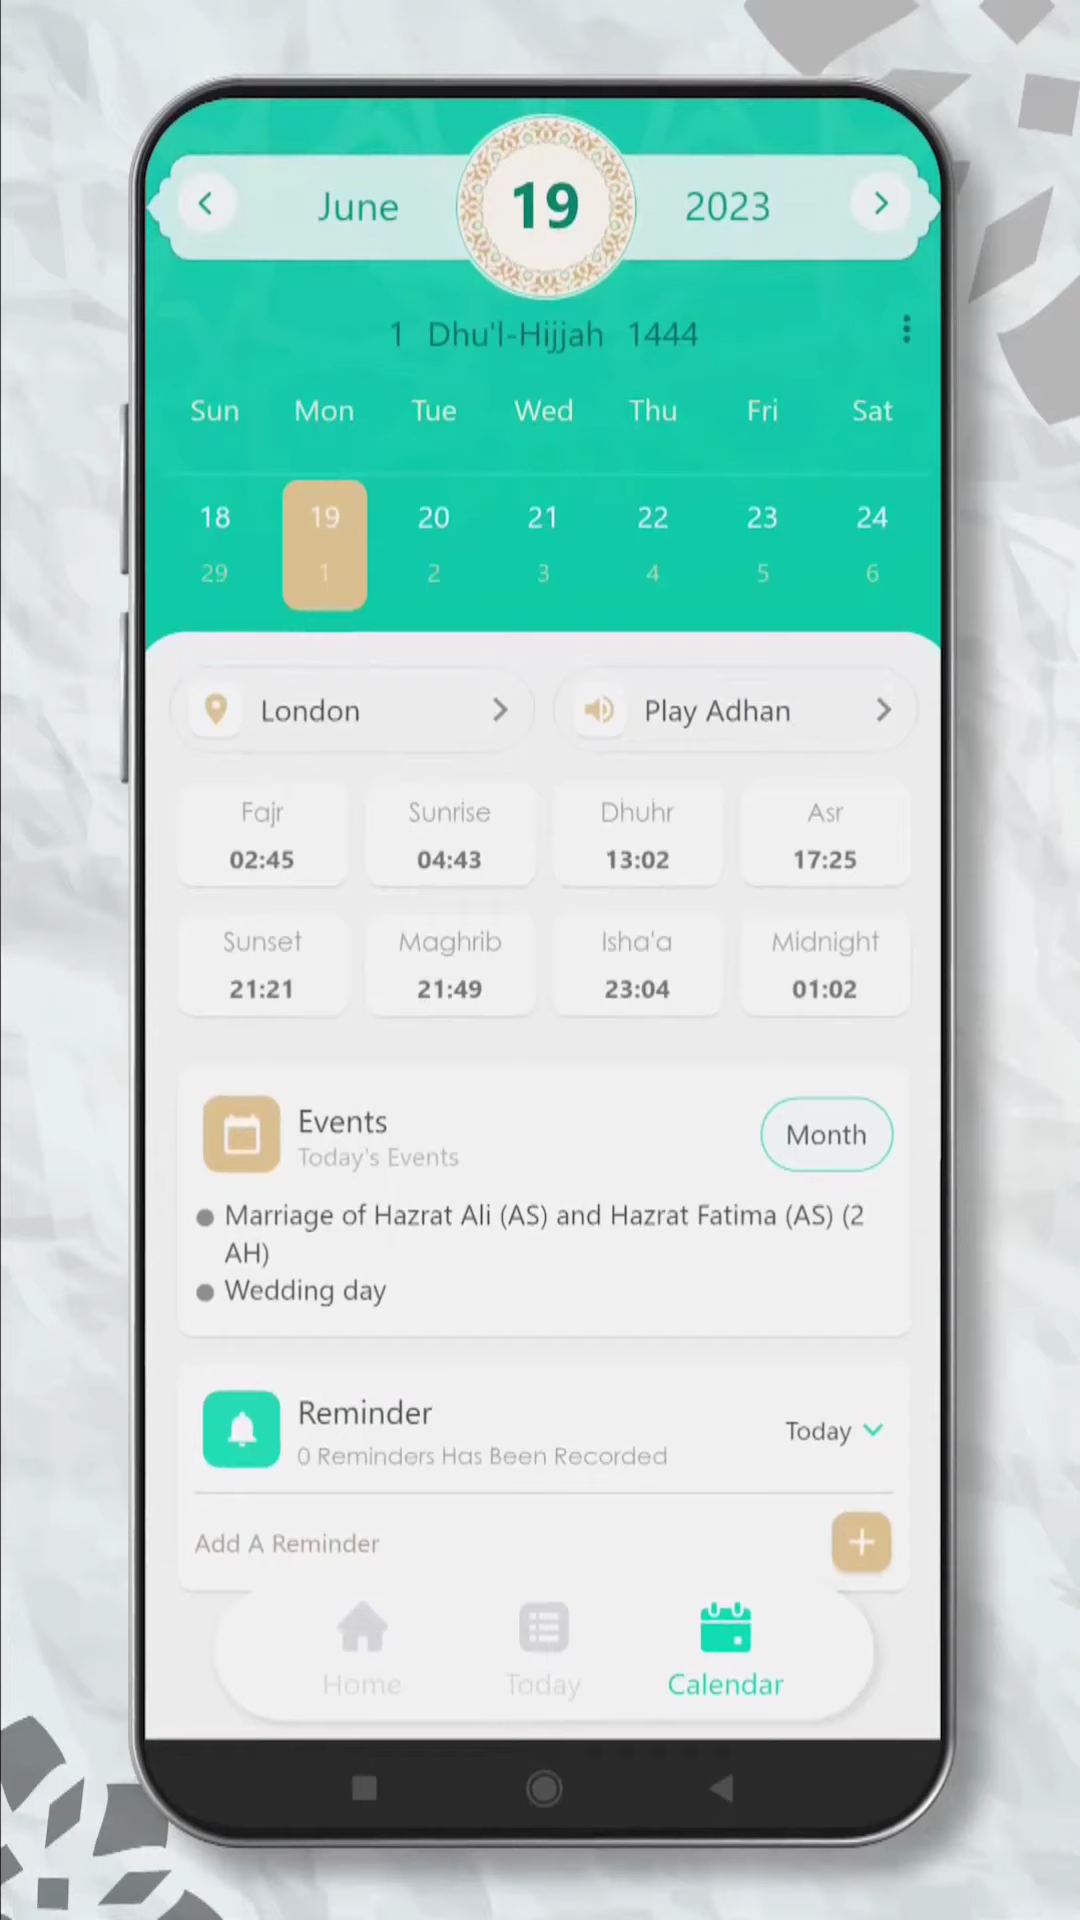 June 19 2023
1 Dhu'l-Hijjah 1444
Sun Mon Tue Wed Thu Fri Sat
18 19 20 21 22 23 24
29 1 2 3 4 5 6
London Play Adhan
Fajr Sunrise Dhuhr Asr
02:45 04:43 13:02 17:25
Sunset Maghrib Isha'a Midnight
21:21 21:49 23:04 01:02
Events
Today's Events
Month
Marriage of Hazrat Ali (AS) and Hazrat Fatima (AS) (2
AH)
Wedding day
Reminder
0 Reminders Has Been Recorded
Today
Add A Reminder
Home Today Calendar